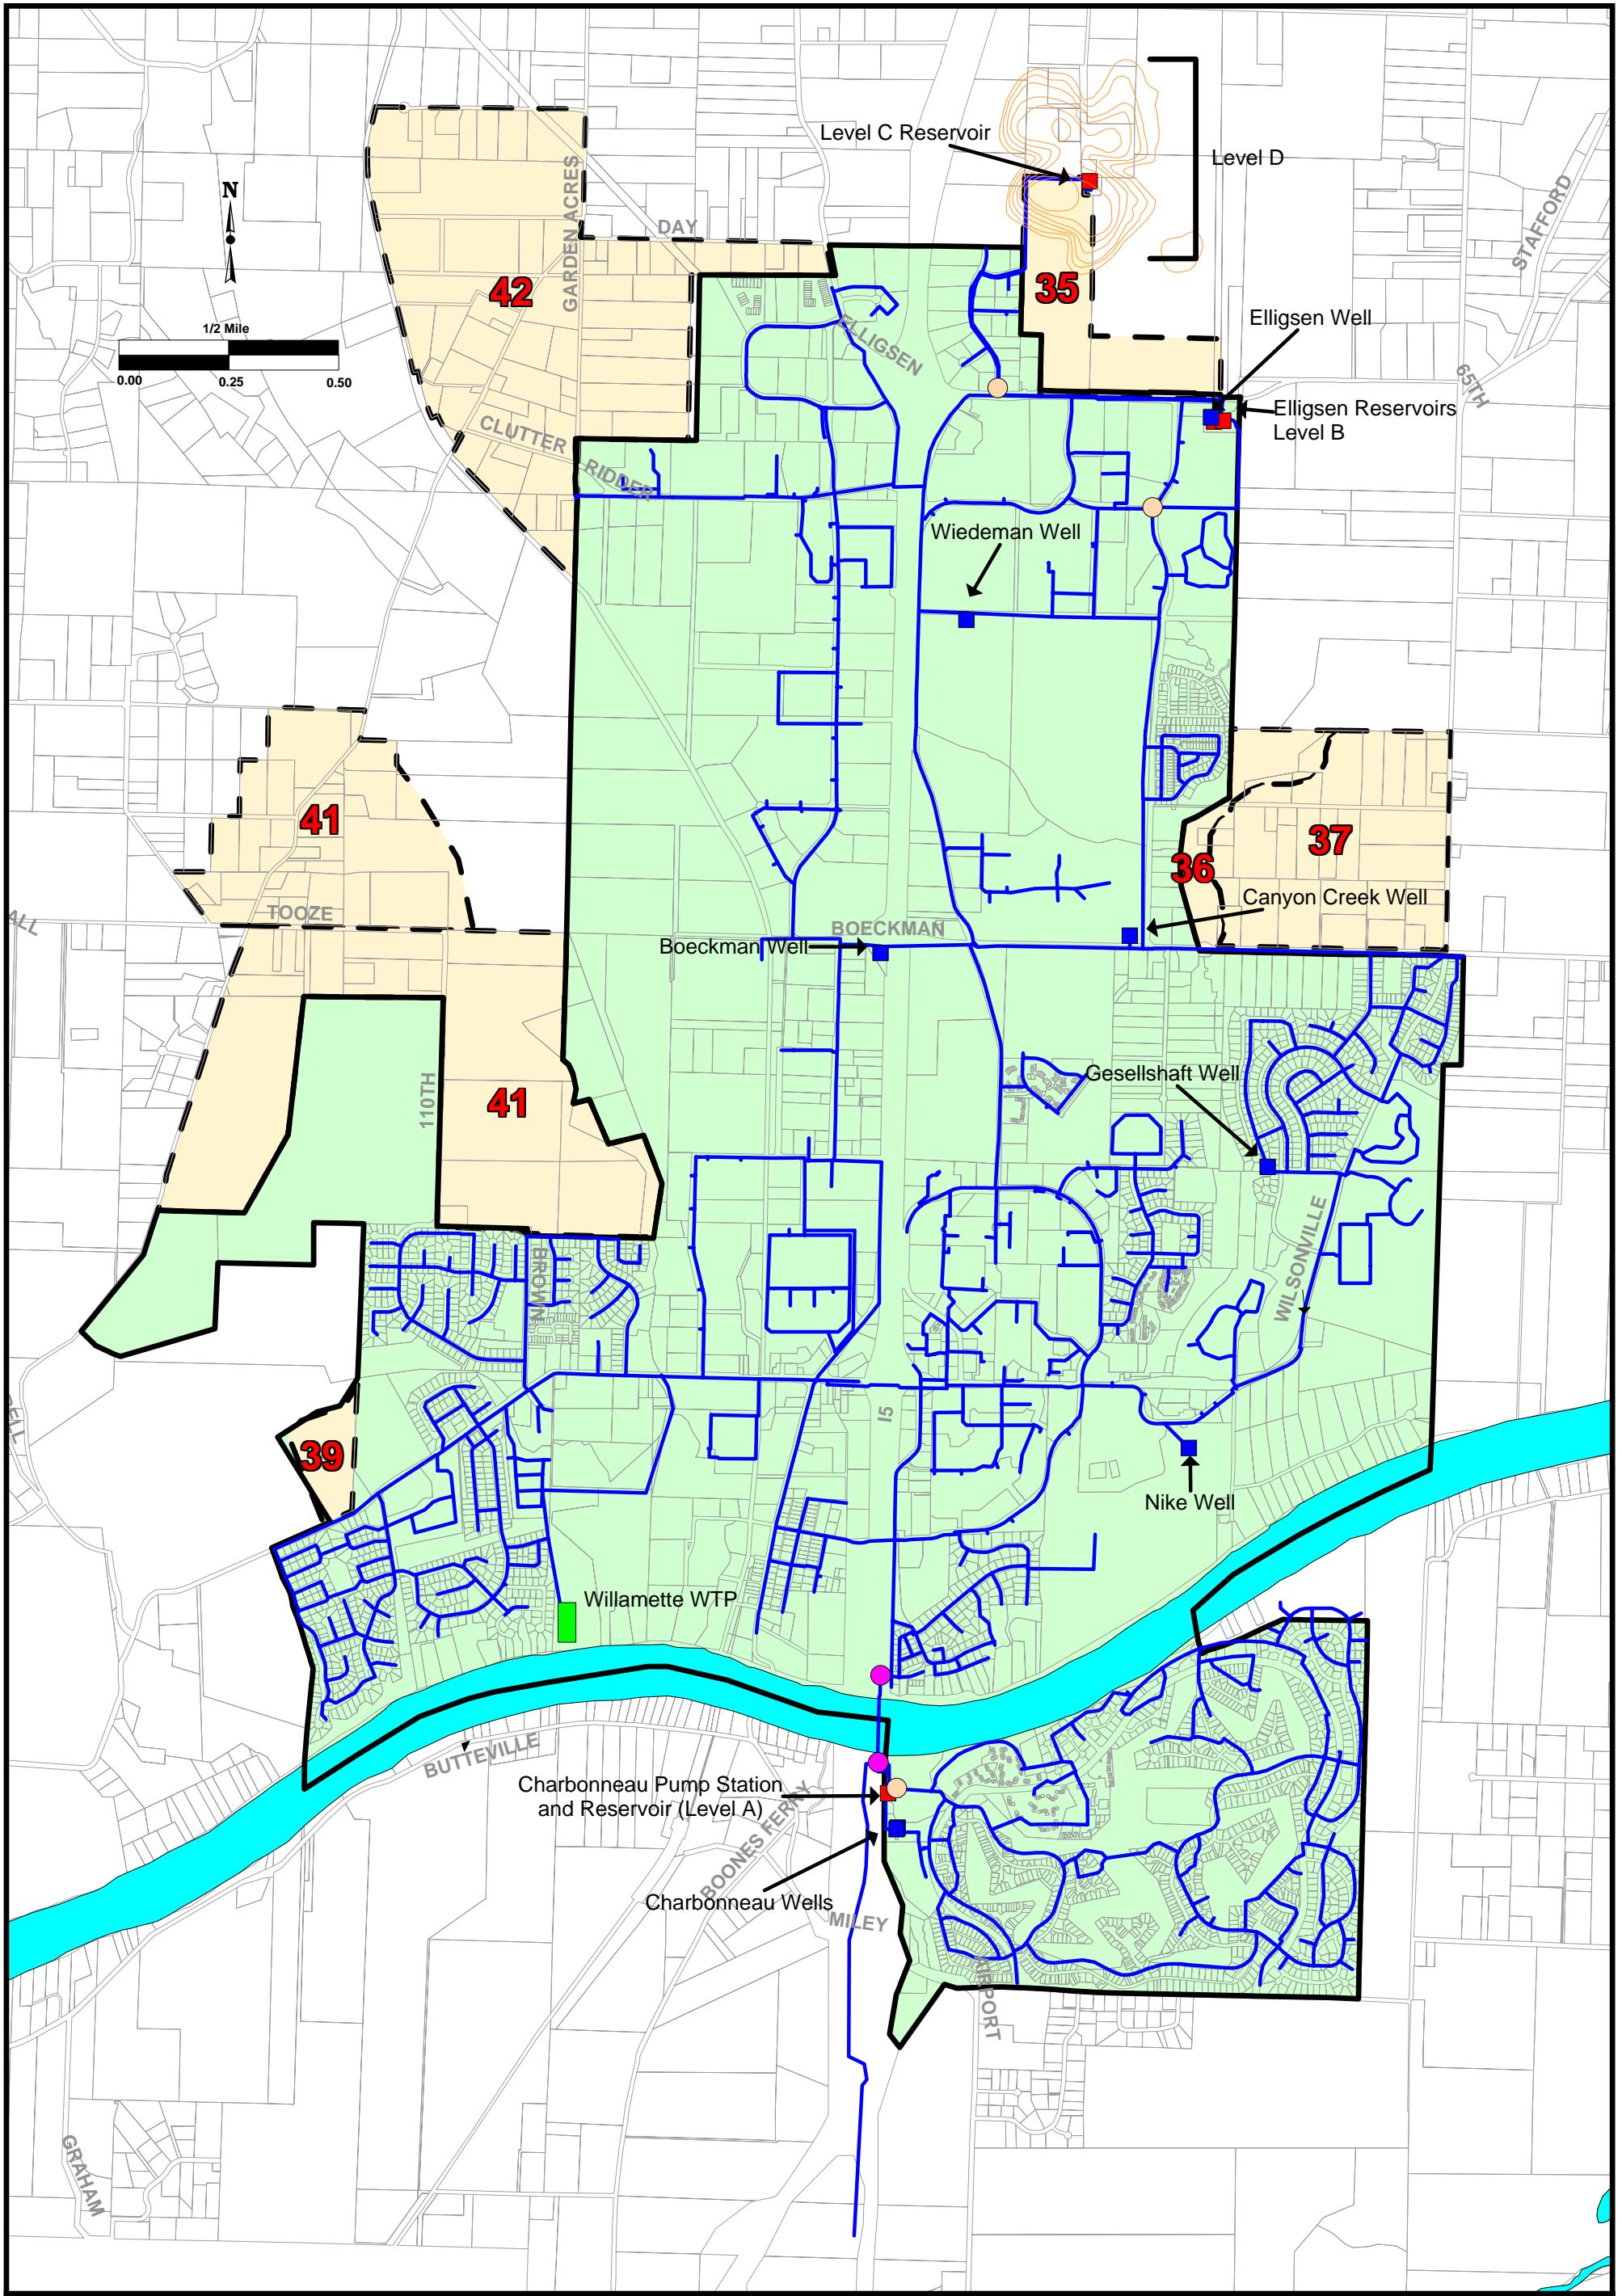 Level C Reservoir
Level D
STAFFORD
N
GARDEN ACRES
DAY
42
35
1/2 Mile
0.00
0.25
0.50
ELLIGSEN
Elligsen Well
65TH
Elligsen Reservoirs
Level B
CLUTTER
RIDDER
Wiedeman Well
41
37
36
TOOZE
Canyon Creek Well
BOECKMAN
Boeckman Well
Gesellshaft Well
110TH
41
WILSONVILLE
BROWN
I5
39
Nike Well
Willamette WTP
BUTTEVILLE
Charbonneau Pump Station
and Reservoir (Level A)
BOONES FERRY
Charbonneau Wells
MILEY
GRAHAM